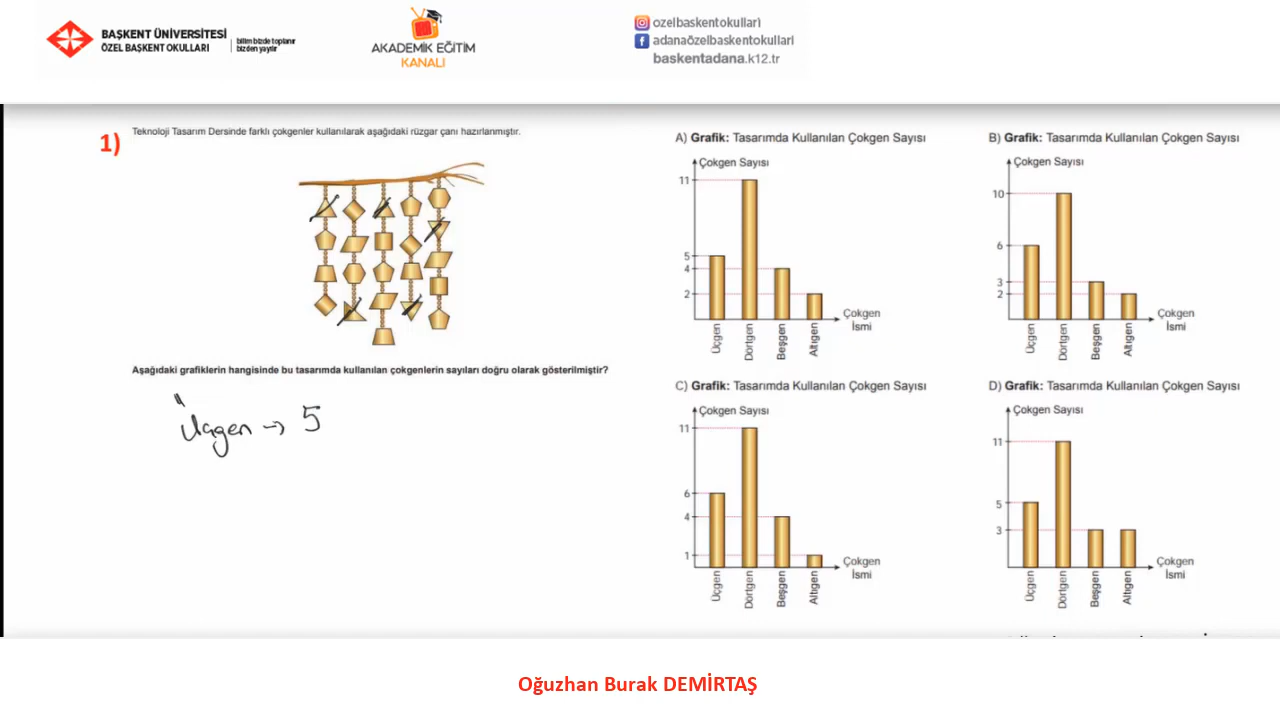 BAŞKENT ÜNİVERSİTESİ
ÖZEL BAŞKENT OKULLARI
bilim bizde toplanır
bizden yayılır
AKADEMİK EĞİTİM
KANALI
ozelbaskentokullari
adanaözelbaskentokullari
baskentadana.k12.tr
1)
Teknoloji Tasarım Dersinde farklı çokgenler kullanılarak aşağıdaki rüzgar çanı hazırlanmıştır.
Aşağıdaki grafiklerin hangisinde bu tasarımda kullanılan çokgenlerin sayıları doğru olarak gösterilmiştir?
Üçgen → 5
A) Grafik: Tasarımda Kullanılan Çokgen Sayısı
Çokgen Sayısı
11
5
4
2
Üçgen
Dörtgen
Beşgen
Altıgen
Çokgen
İsmi
B) Grafik: Tasarımda Kullanılan Çokgen Sayısı
Çokgen Sayısı
10
6
3
2
Üçgen
Dörtgen
Beşgen
Altıgen
Çokgen
İsmi
C) Grafik: Tasarımda Kullanılan Çokgen Sayısı
Çokgen Sayısı
11
6
4
1
Üçgen
Dörtgen
Beşgen
Altıgen
Çokgen
İsmi
D) Grafik: Tasarımda Kullanılan Çokgen Sayısı
Çokgen Sayısı
11
5
3
Üçgen
Dörtgen
Beşgen
Altıgen
Çokgen
İsmi
Oğuzhan Burak DEMİRTAŞ